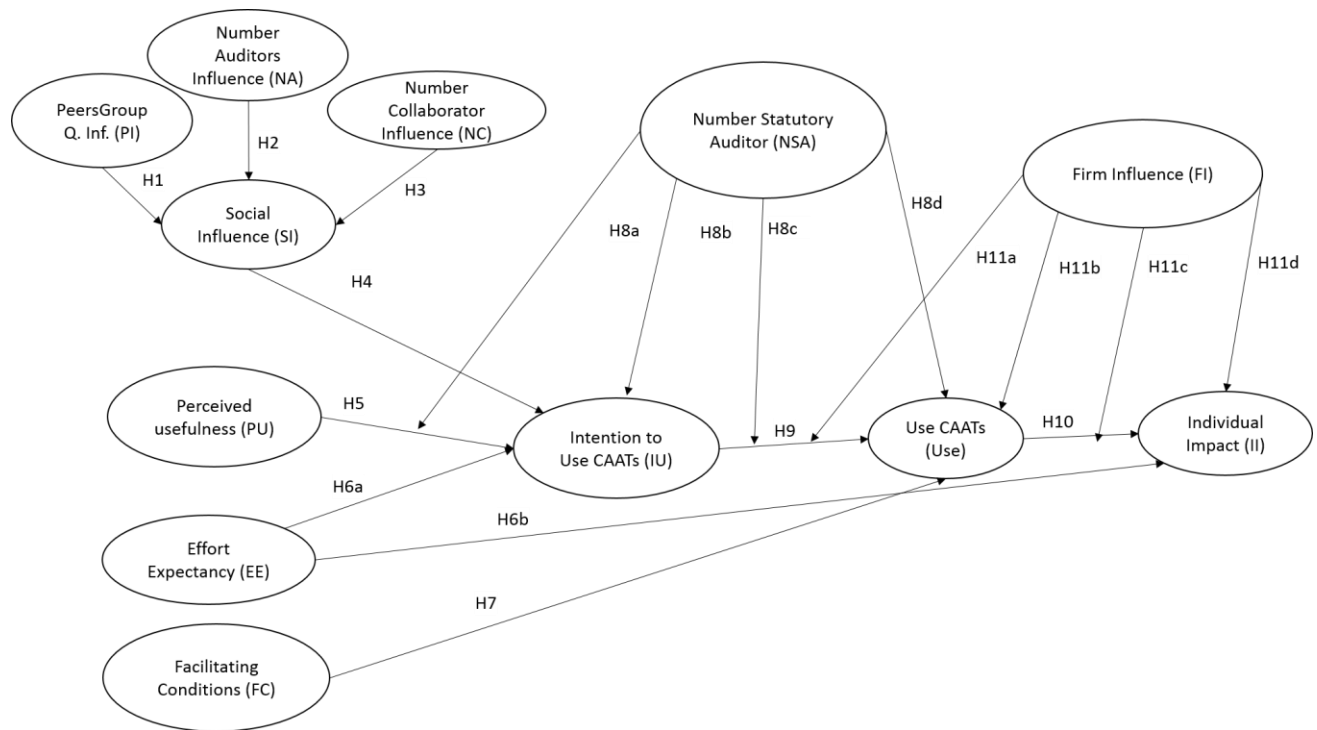 Number
Auditors
Influence (NA)
PeersGroup
Q. Inf. (PI)
Number
Collaborator
Influence (NC)
Number Statutory
Auditor (NSA)
Firm Influence (FI)
H1
H2
H3
Social
Influence (SI)
H4
H8a
H8b
H8c
H8d
H11a
H11b
H11c
H11d
Perceived
usefulness (PU)
H5
Intention to
Use CAATs (IU)
H9
Use CAATs
(Use)
H10
Individual
Impact (II)
H6a
H6b
Effort
Expectancy (EE)
H7
Facilitating
Conditions (FC)